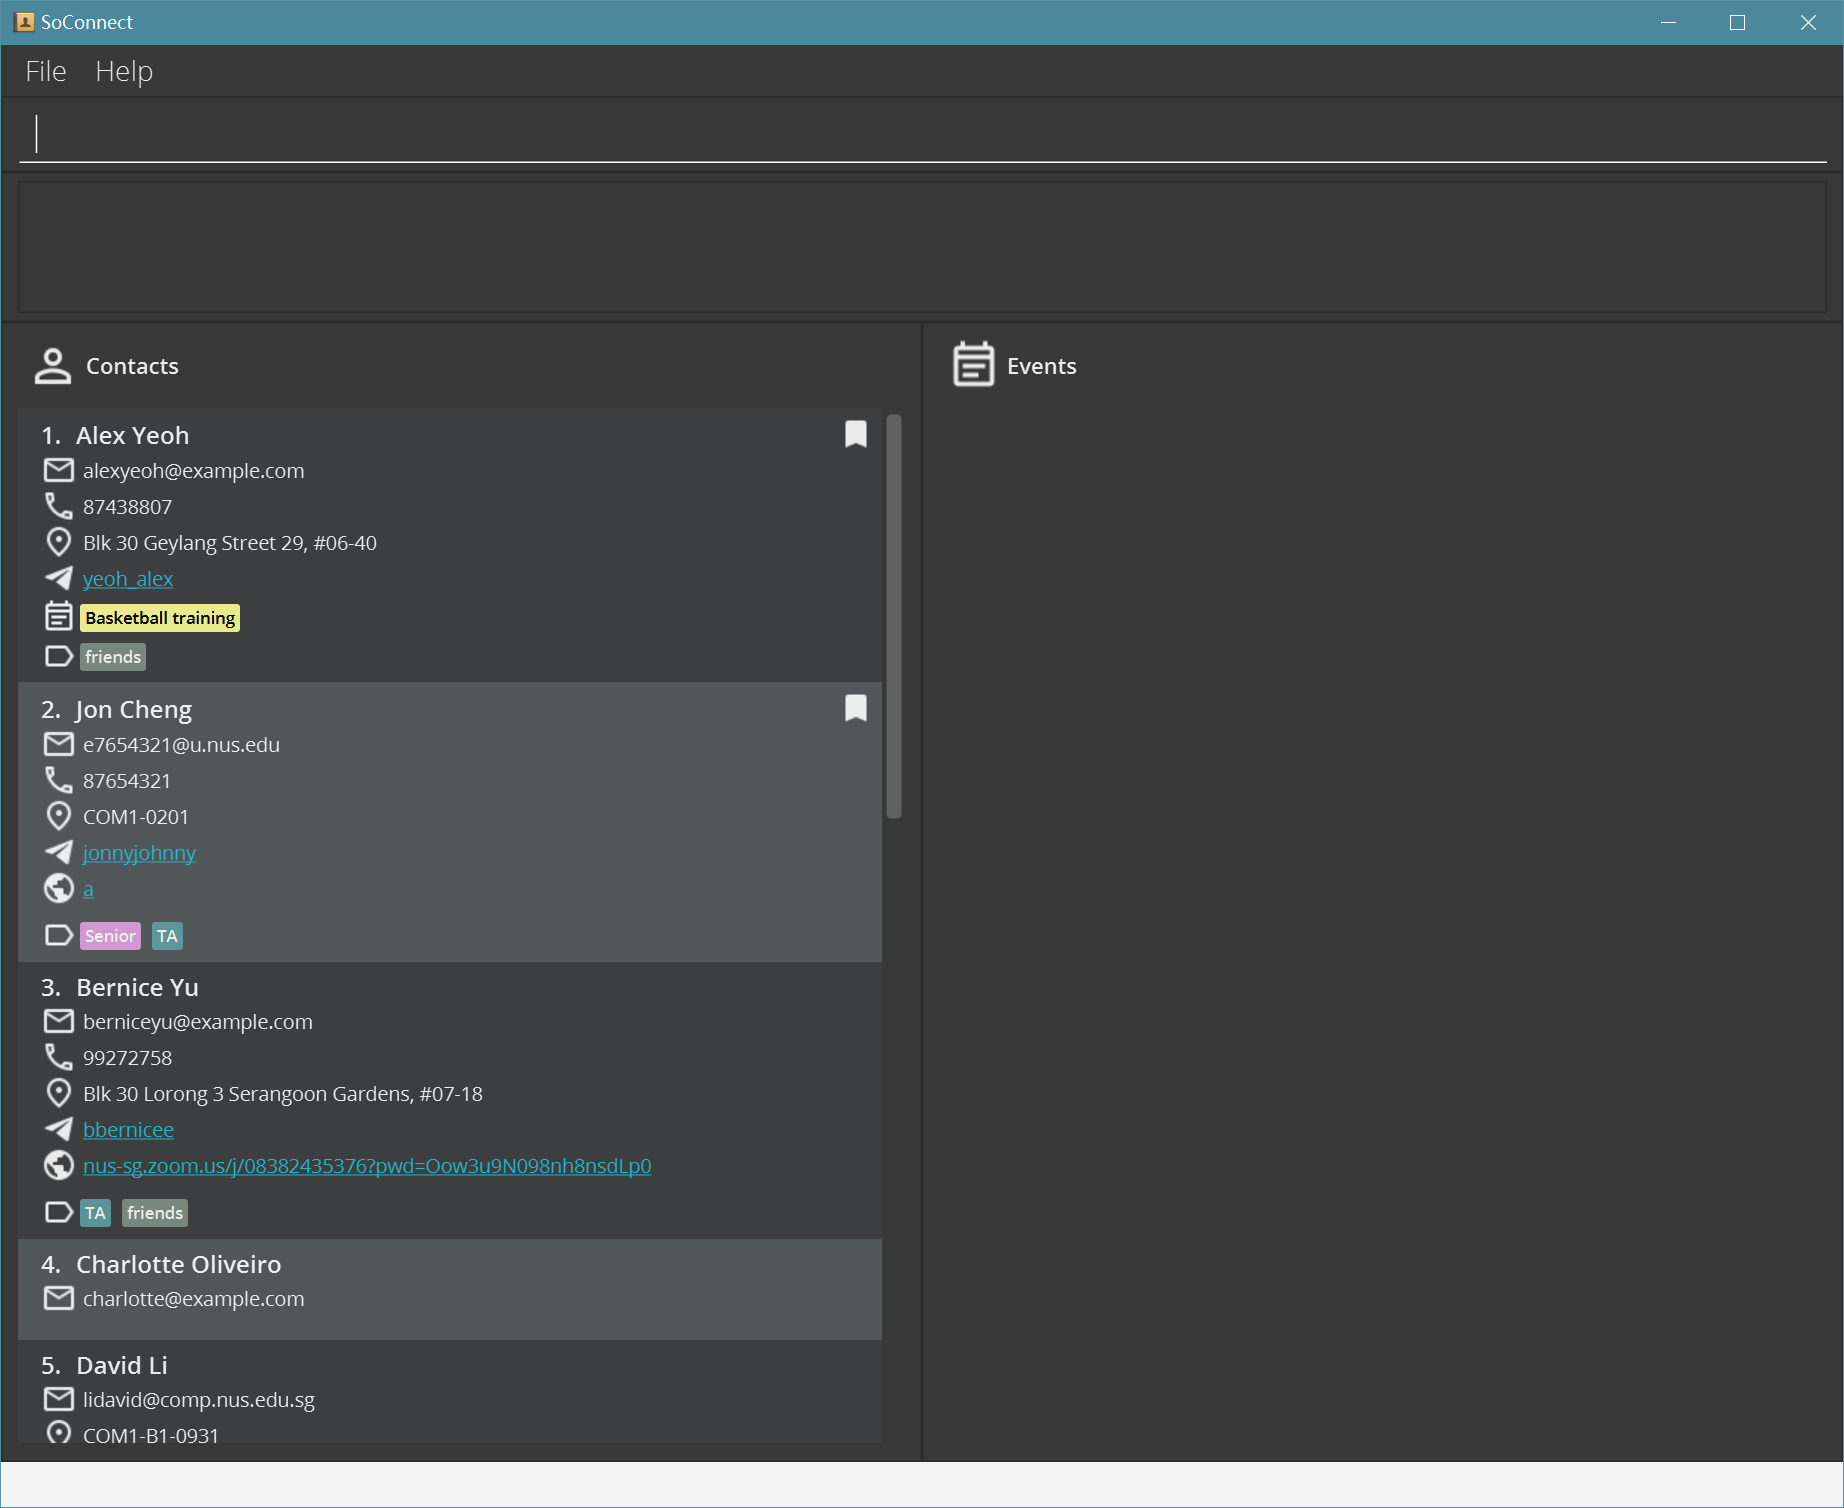 SoConnect
File Help
Contacts
Events
1. Alex Yeoh
alexyeoh@example.com
87438807
Blk 30 Geylang Street 29, #06-40
yeoh_alex
Basketball training
friends
2. Jon Cheng
e7654321@u.nus.edu
87654321
COM1-0201
jonnyjohnny
a
Senior TA
3. Bernice Yu
berniceyu@example.com
99272758
Blk 30 Lorong 3 Serangoon Gardens, #07-18
bbernicee
nus-sg.zoom.us/j/08382435376?pwd=Oow3u9N098nh8nsdLp0
TA friends
4. Charlotte Oliveiro
charlotte@example.com
5. David Li
lidavid@comp.nus.edu.sg
COM1-B1-0931